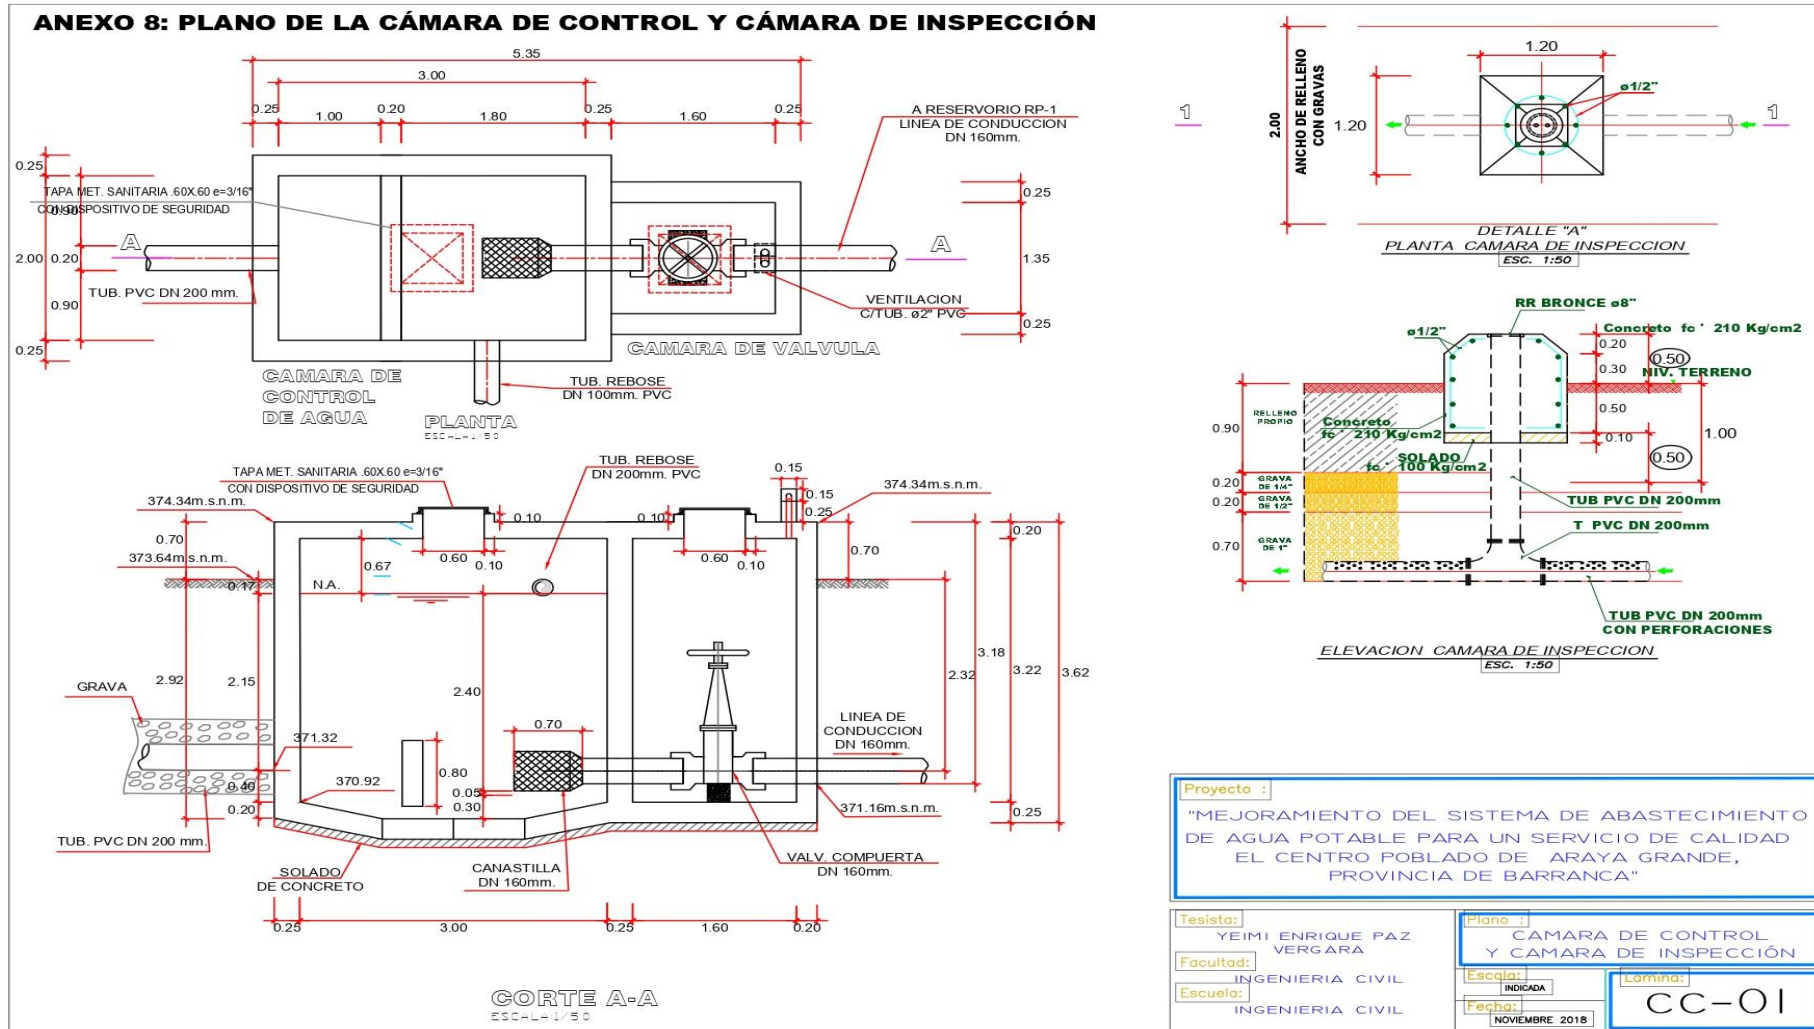 ANEXO 8: PLANO DE LA CÁMARA DE CONTROL Y CÁMARA DE INSPECCIÓN
5.35
3.00
0.25
1.00
0.20
1.80
0.25
1.60
0.25
A RESERVORIO RP-1
LINEA DE CONDUCCION
DN 160mm.
0.25
TAPA MET. SANITARIA .60X.60 e=3/16"
CON DISPOSITIVO DE SEGURIDAD
0.90
A
2.00
0.20
TUB. PVC DN 200 mm.
0.90
0.25
A
0.25
1.35
0.25
VENTILACION
C/TUB. ø2" PVC
CAMARA DE VALVULA
CAMARA DE
CONTROL
DE AGUA
TUB. REBOSE
DN 100mm. PVC
PLANTA
ESCALA 1/50
TAPA MET. SANITARIA .60X.60 e=3/16"
CON DISPOSITIVO DE SEGURIDAD
TUB. REBOSE
DN 200mm. PVC
374.34m.s.n.m.
0.15
0.15
0.25
374.34m.s.n.m.
0.10
0.10
0.20
0.70
373.64m.s.n.m.
0.67
0.60
0.10
0.60
0.10
0.70
0.17
N.A.
GRAVA
2.92
2.15
2.40
2.32
3.18
3.22
3.62
0.70
LINEA DE
CONDUCCION
DN 160mm.
371.32
370.92
0.80
0.05
0.30
0.40
0.20
371.16m.s.n.m.
0.25
TUB. PVC DN 200 mm.
SOLADO
DE CONCRETO
CANASTILLA
DN 160mm.
VALV. COMPUERTA
DN 160mm.
0.25
3.00
0.25
1.60
0.20
CORTE A-A
ESCALA 1/50
1.20
ø1/2"
1
1
2.00
ANCHO DE RELLENO
CON GRAVAS
1.20
DETALLE "A"
PLANTA CAMARA DE INSPECCION
ESC. 1:50
RR BRONCE ø8"
ø1/2"
Concreto fc ' 210 Kg/cm2
0.20
0.50
0.30
NIV. TERRENO
RELLENO
PROPIO
0.90
Concreto
fc ' 210 Kg/cm2
0.50
0.10
1.00
SOLADO
fc ' 100 Kg/cm2
0.50
0.20
GRAVA
DE 1/4"
0.20
GRAVA
DE 1/2"
TUB PVC DN 200mm
T PVC DN 200mm
0.70
GRAVA
DE 1"
TUB PVC DN 200mm
CON PERFORACIONES
ELEVACION CAMARA DE INSPECCION
ESC. 1:50
Proyecto :
"MEJORAMIENTO DEL SISTEMA DE ABASTECIMIENTO
DE AGUA POTABLE PARA UN SERVICIO DE CALIDAD
EL CENTRO POBLADO DE ARAYA GRANDE,
PROVINCIA DE BARRANCA"
Tesista:
YEIMI ENRIQUE PAZ
VERGARA
Facultad:
INGENIERIA CIVIL
Escuela:
INGENIERIA CIVIL
Plano :
CAMARA DE CONTROL
Y CAMARA DE INSPECCIÓN
Escala:
INDICADA
Fecha:
NOVIEMBRE 2018
Lamina:
CC-01